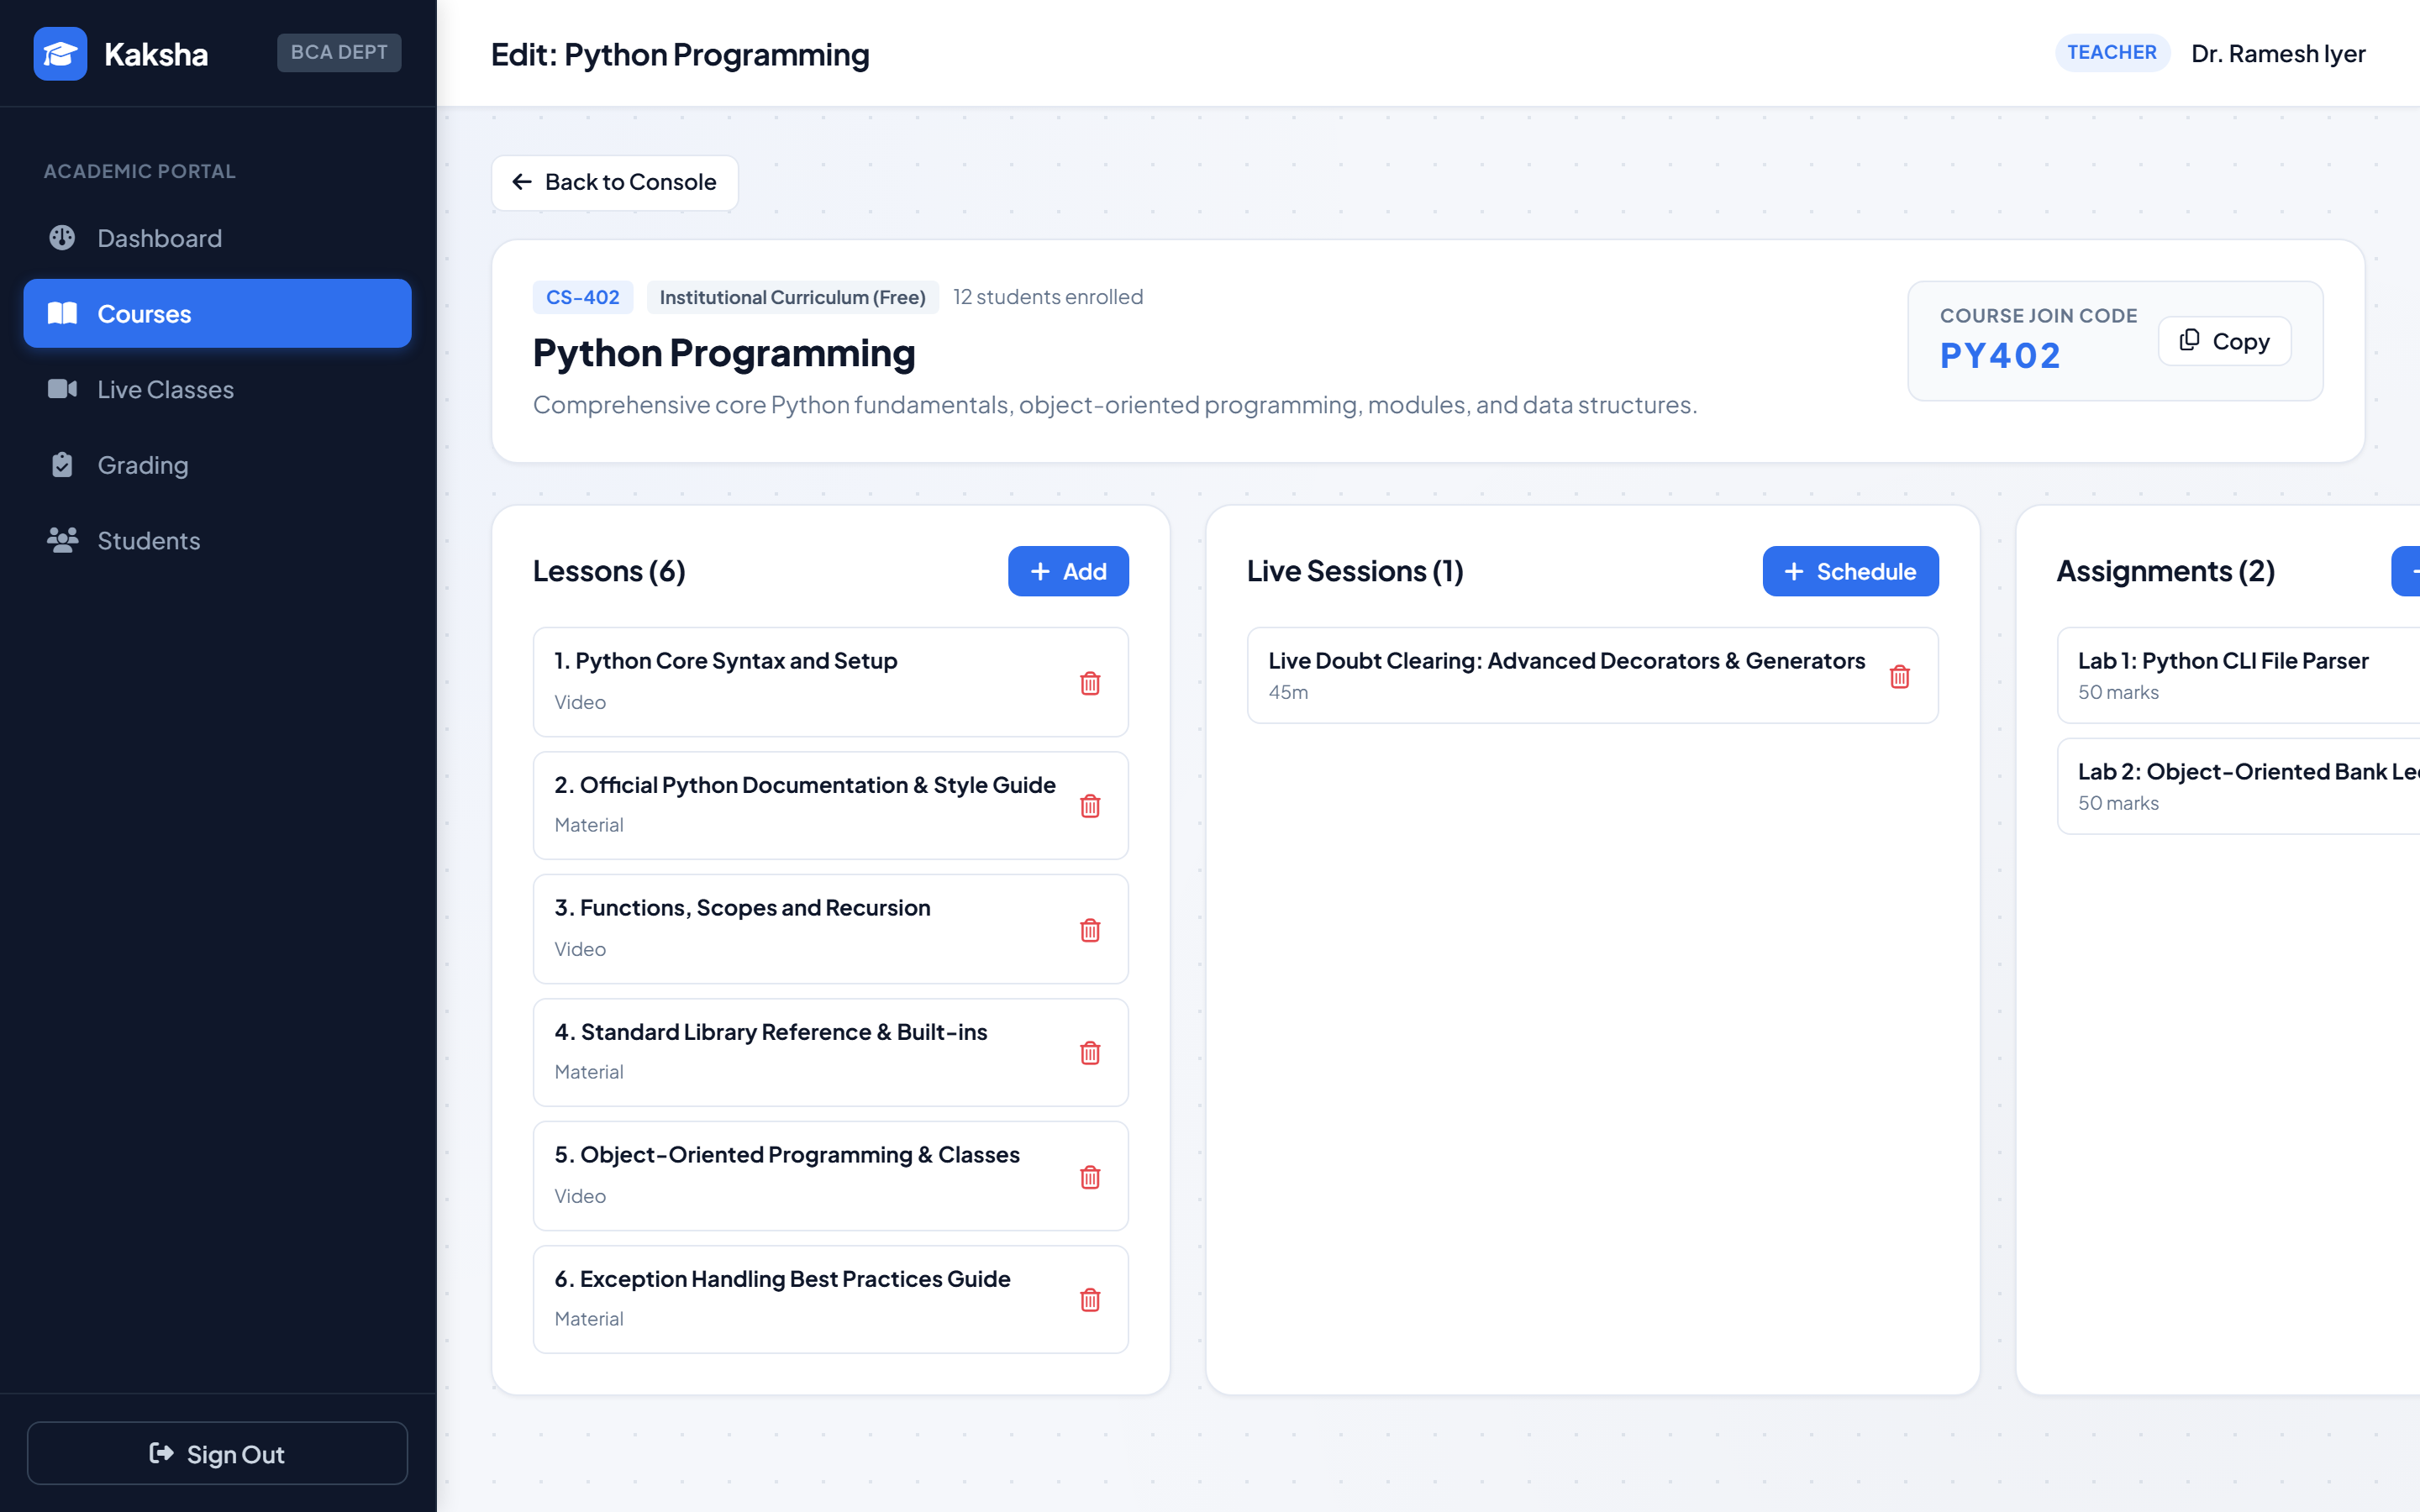 Kaksha
BCA DEPT
ACADEMIC PORTAL
Dashboard
Courses
Live Classes
Grading
Students
Sign Out
Edit: Python Programming
TEACHER
Dr. Ramesh Iyer
Back to Console
CS-402
Institutional Curriculum (Free)
12 students enrolled
Python Programming
Comprehensive core Python fundamentals, object-oriented programming, modules, and data structures.
COURSE JOIN CODE
PY402
Copy
Lessons (6)
Add
1. Python Core Syntax and Setup
Video
2. Official Python Documentation & Style Guide
Material
3. Functions, Scopes and Recursion
Video
4. Standard Library Reference & Built-ins
Material
5. Object-Oriented Programming & Classes
Video
6. Exception Handling Best Practices Guide
Material
Live Sessions (1)
Schedule
Live Doubt Clearing: Advanced Decorators & Generators
45m
Assignments (2)
Lab 1: Python CLI File Parser
50 marks
Lab 2: Object-Oriented Bank
50 marks